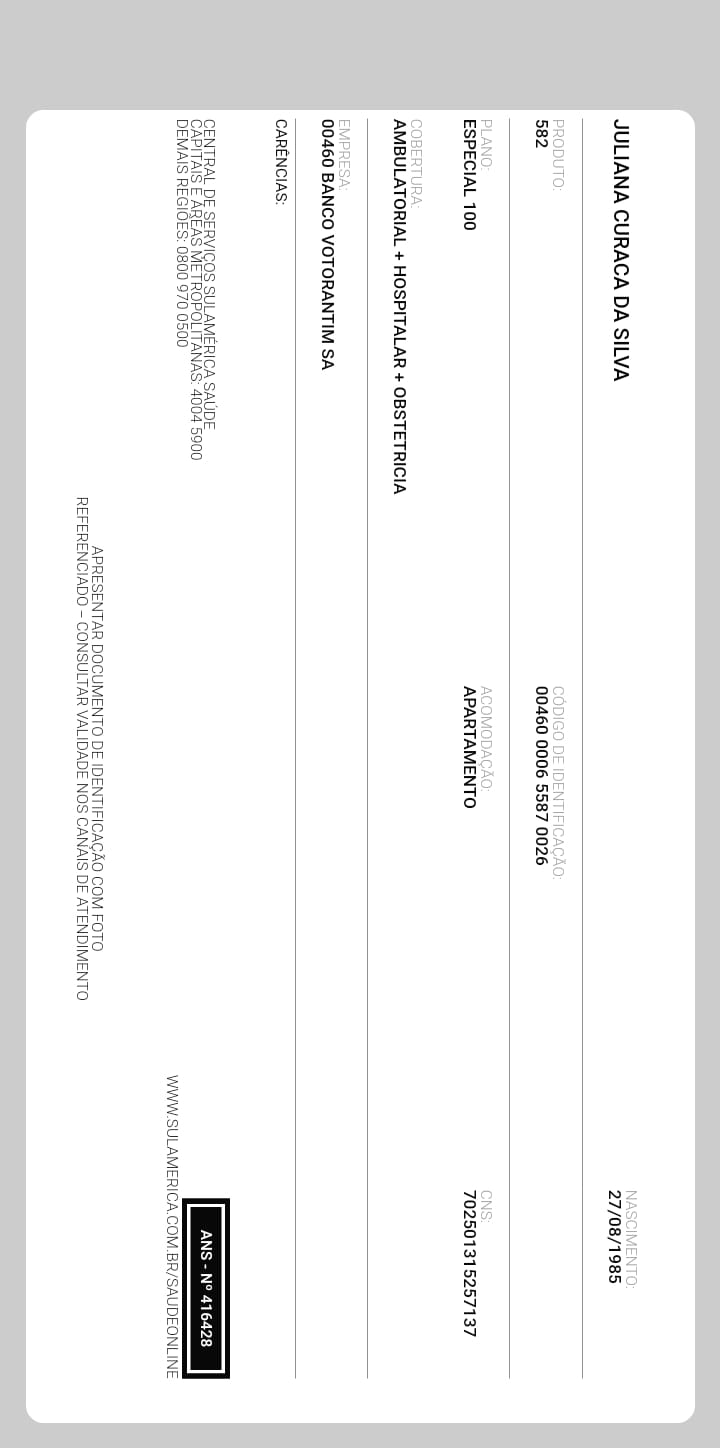 JULIANA CURACA DA SILVA
NASCIMENTO:
27/08/1985
PRODUTO:
582
CÓDIGO DE IDENTIFICAÇÃO:
00460 0006 5587 0026
PLANO:
ESPECIAL 100
ACOMODAÇÃO:
APARTAMENTO
CNS:
702501315257137
COBERTURA:
AMBULATORIAL + HOSPITALAR + OBSTETRICIA
EMPRESA:
00460 BANCO VOTORANTIM SA
CARÊNCIAS:
CENTRAL DE SERVIÇOS SULAMÉRICA SAÚDE
CAPITAIS E ÁREAS METROPOLITANAS: 4004 5900
DEMAIS REGIÕES: 0800 970 0500
ANS - Nº 416428
WWW.SULAMERICA.COM.BR/SAUDEONLINE
APRESENTAR DOCUMENTO DE IDENTIFICAÇÃO COM FOTO
REFERENCIADO – CONSULTAR VALIDADE NOS CANAIS DE ATENDIMENTO